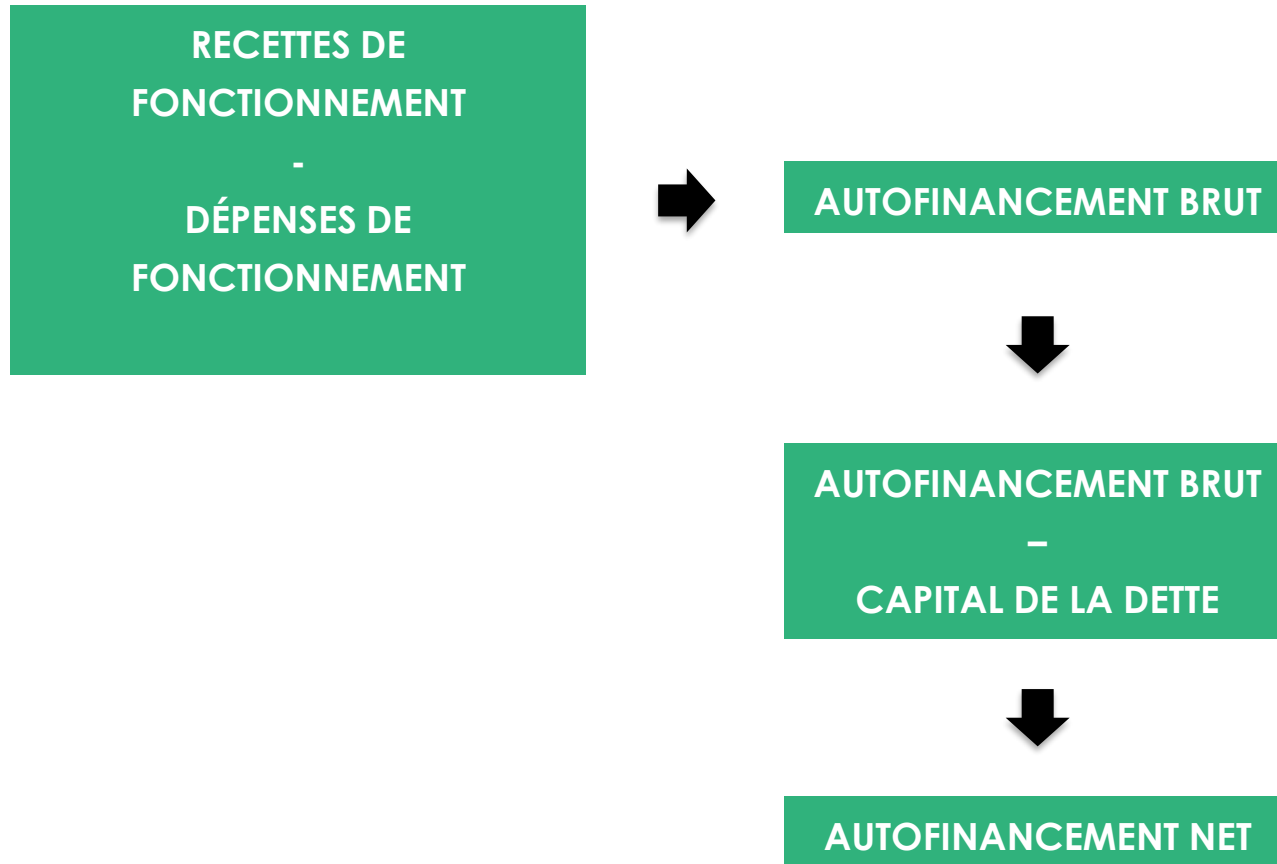 RECETTES DE
FONCTIONNEMENT
-
DÉPENSES DE
FONCTIONNEMENT
AUTOFINANCEMENT BRUT
AUTOFINANCEMENT BRUT
–
CAPITAL DE LA DETTE
AUTOFINANCEMENT NET